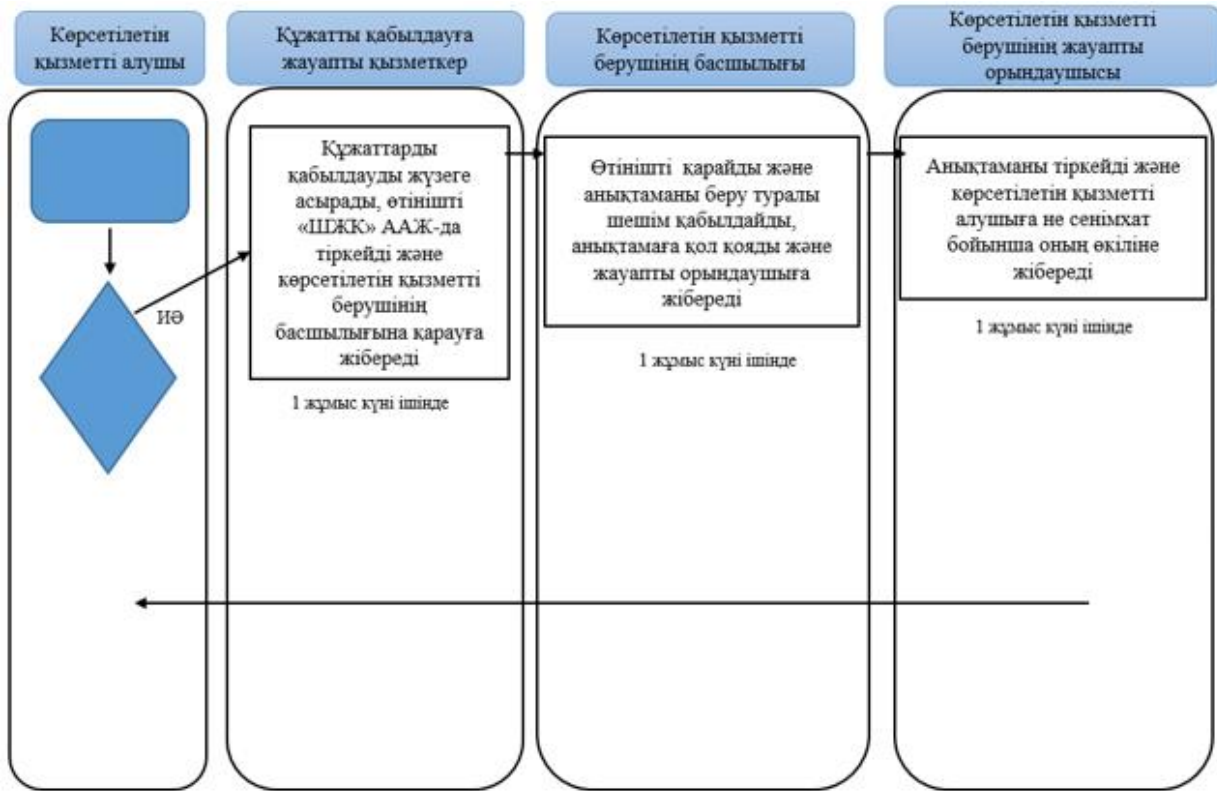 Көрсетілетін
қызметті алушы
Құжатты қабылдауға
жауапты қызметкер
Көрсетілетін қызметті
берушінің басшылығы
Көрсетілетін қызметті
берушінің жауапты
орындаушысы
ИӘ
Құжаттарды
қабылдауды жүзеге
асырады, өтінішті
«ШЖК» ААЖ-да
тіркейді және
көрсетілетін қызметті
берушінің
басшылығына қарауға
жібереді
1 жұмыс күні ішінде
Өтінішті қарайды және
анықтаманы беру туралы
шешім қабылдайды,
анықтамаға қол қояды және
жауапты орындаушыға
жібереді
1 жұмыс күні ішінде
Анықтаманы тіркейді және
көрсетілетін қызметті
алушыға не сенімхат
бойынша оның өкіліне
жібереді
1 жұмыс күні ішінде